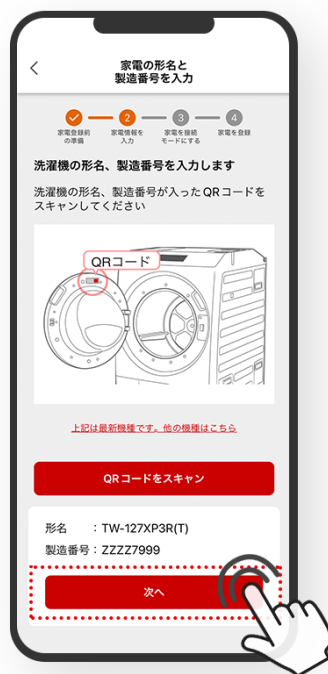 家電の形名と
製造番号を入力
2
3
4
家電登録前
の準備
家電情報を
入力
家電を接続
モードにする
家電を登録
洗濯機の形名、製造番号を入力します
洗濯機の形名、製造番号が入ったQRコードを
スキャンしてください
QRコード
上記は最新機種です。他の機種はこちら
QRコードをスキャン
形名 : TW-127XP3R(T)
製造番号 : ZZZZ7999
次へ